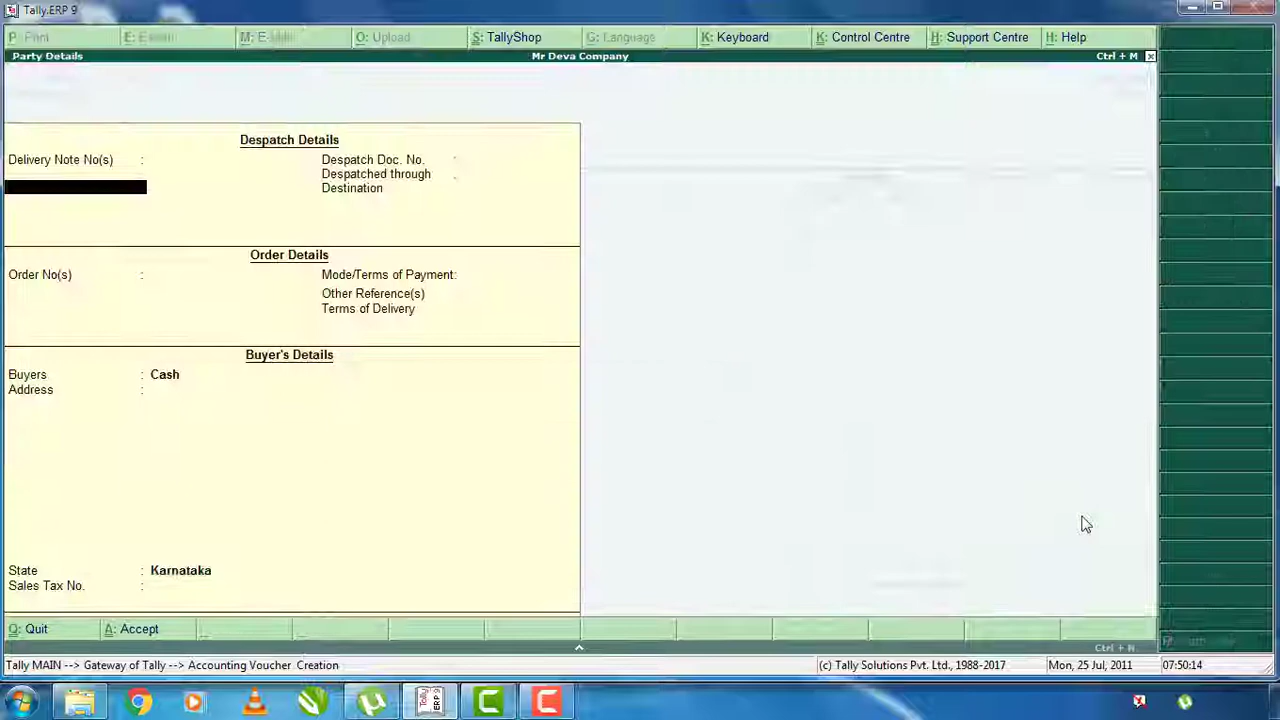 Tally.ERP 9
P: Print E: Export M: E-Mail O: Upload S: TallyShop G: Language K: Keyboard K: Control Centre H: Support Centre H: Help
Party Details Mr Deva Company Ctrl + M
Despatch Details
Delivery Note No(s) : Despatch Doc. No. :
Despatched through :
Destination
Order Details
Order No(s) : Mode/Terms of Payment:
Other Reference(s)
Terms of Delivery
Buyer's Details
Buyers : Cash
Address :
State : Karnataka
Sales Tax No. :
Q: Quit A: Accept
Ctrl + N
Tally MAIN --> Gateway of Tally --> Accounting Voucher Creation (c) Tally Solutions Pvt. Ltd., 1988-2017 Mon, 25 Jul, 2011 07:50:14